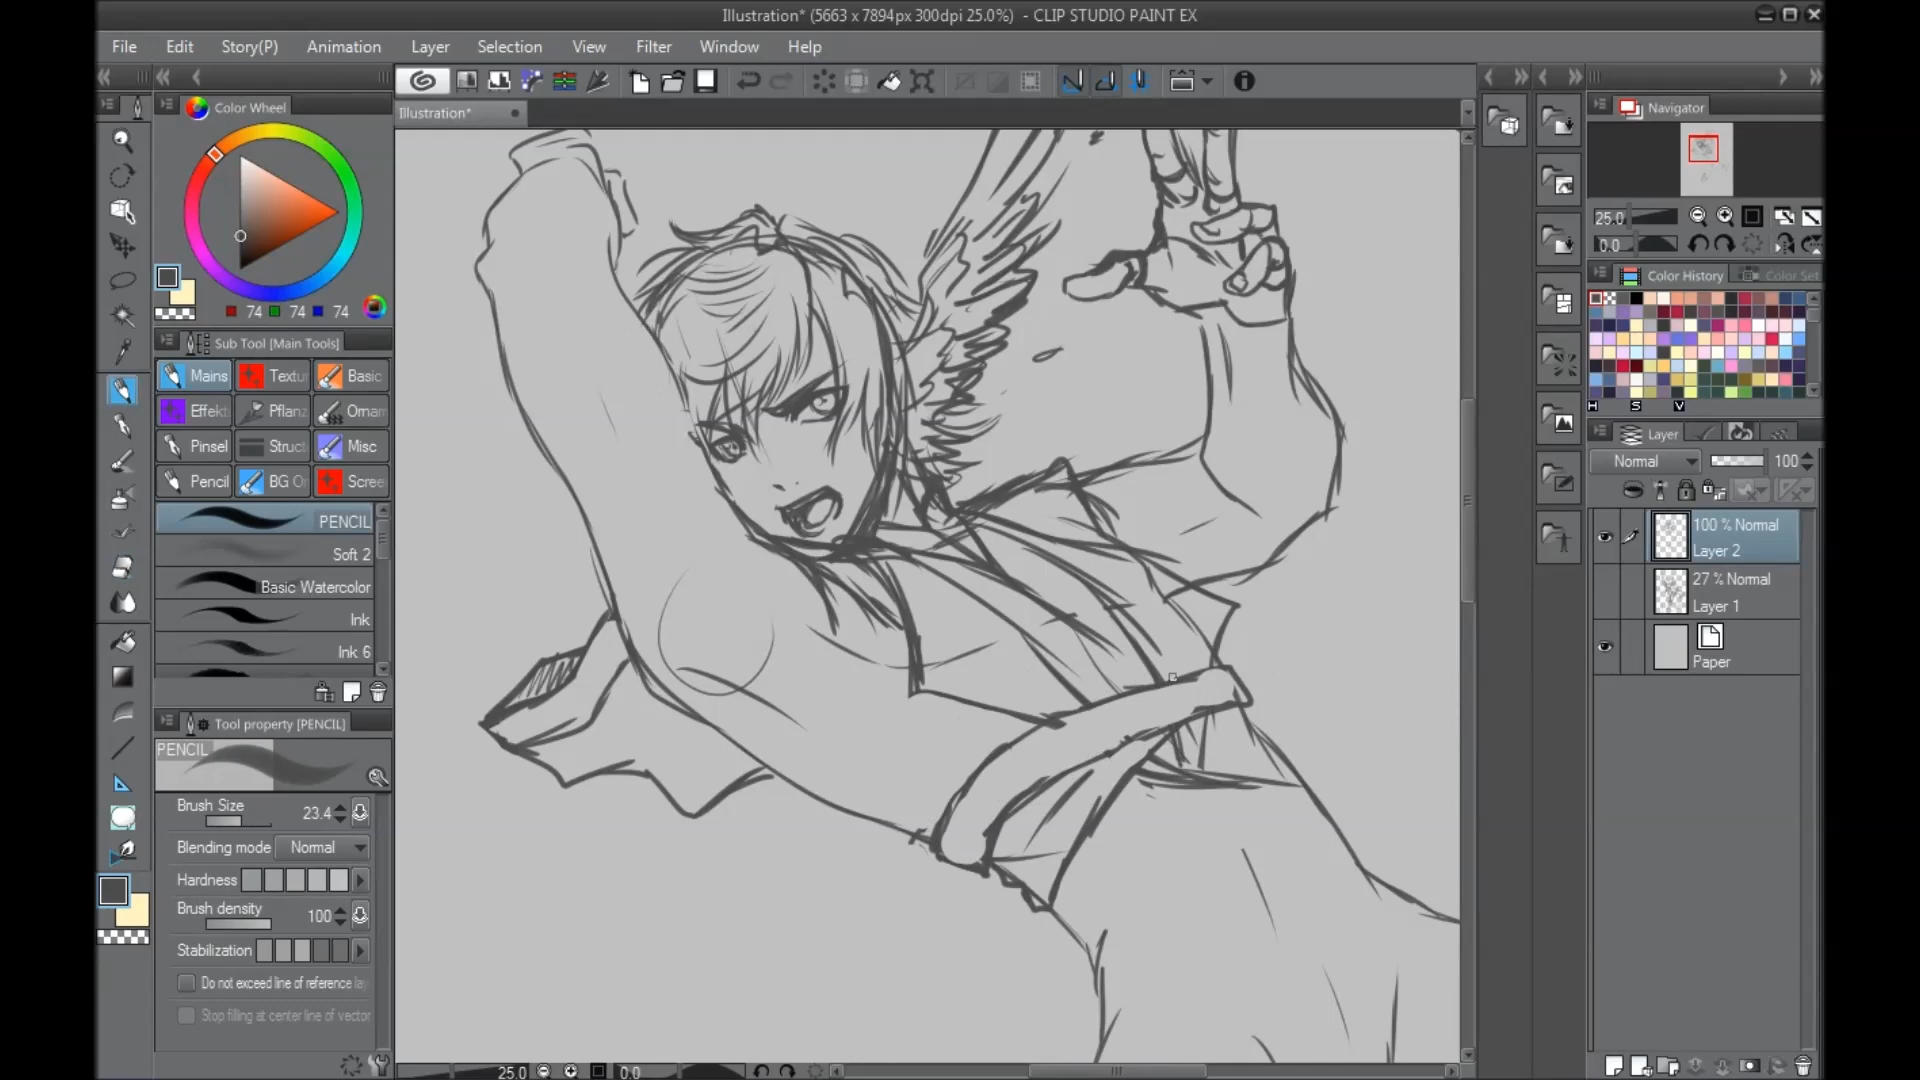 Illustration* (5663 x 7894px 300dpi 25.0%) - CLIP STUDIO PAINT EX
File Edit Story(P) Animation Layer Selection View Filter Window Help
Color Wheel
Illustration*
Navigator
25.0
0.0
74 74 74
Color History Color Set
Sub Tool [Main Tools]
Mains Textu Basic
Effekt Pflanz Ornam
Pinsel Struct Misc
Pencil BG Or Scree
H S V
Layer
Normal 100
PENCIL
Soft 2
Basic Watercolor
Ink
Ink 6
100 % Normal
Layer 2
27 % Normal
Layer 1
Paper
Tool property [PENCIL]
PENCIL
Brush Size 23.4
Blending mode Normal
Hardness
Brush density 100
Stabilization
Do not exceed line of reference lay
Stop filling at center line of vector
25.0 0.0